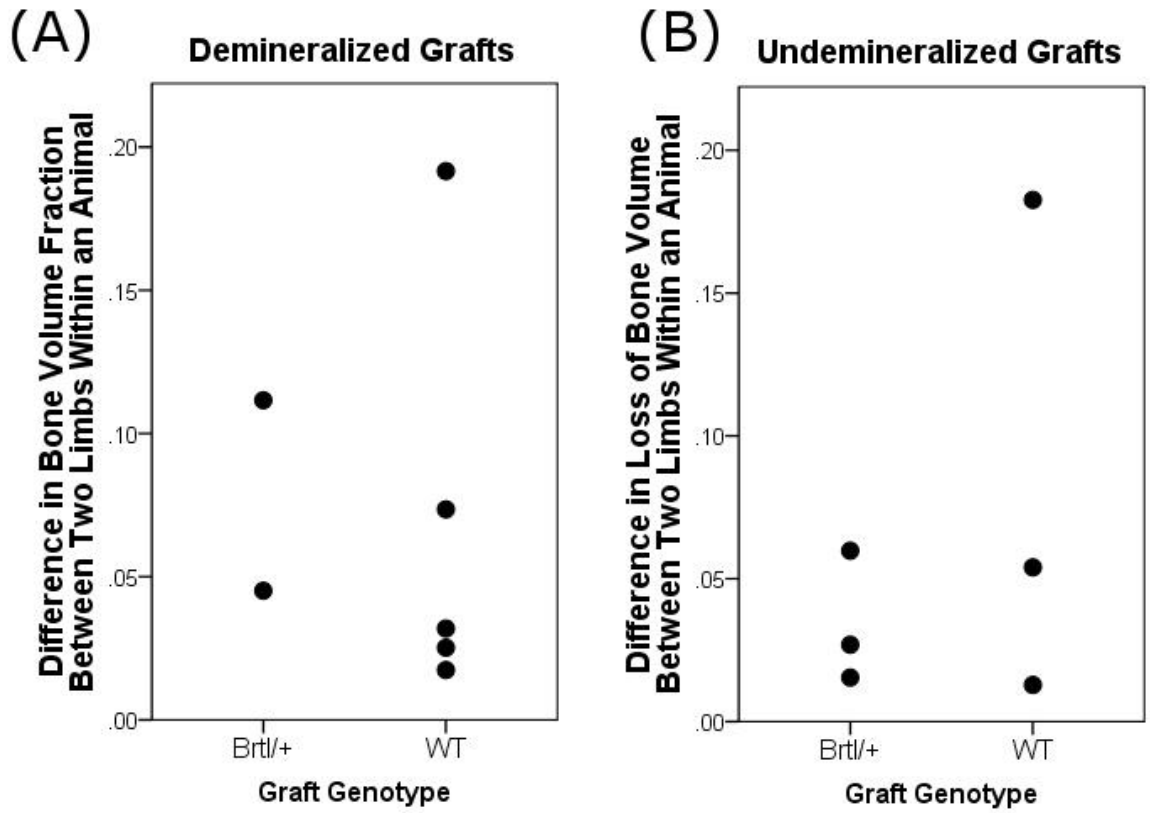 (A)
Demineralized Grafts
Difference in Bone Volume Fraction
Between Two Limbs Within an Animal
.20
.15
.10
.05
.00
Brtl/+
WT
Graft Genotype
(B)
Undemineralized Grafts
Difference in Loss of Bone Volume
Between Two Limbs Within an Animal
.20
.15
.10
.05
.00
Brtl/+
WT
Graft Genotype